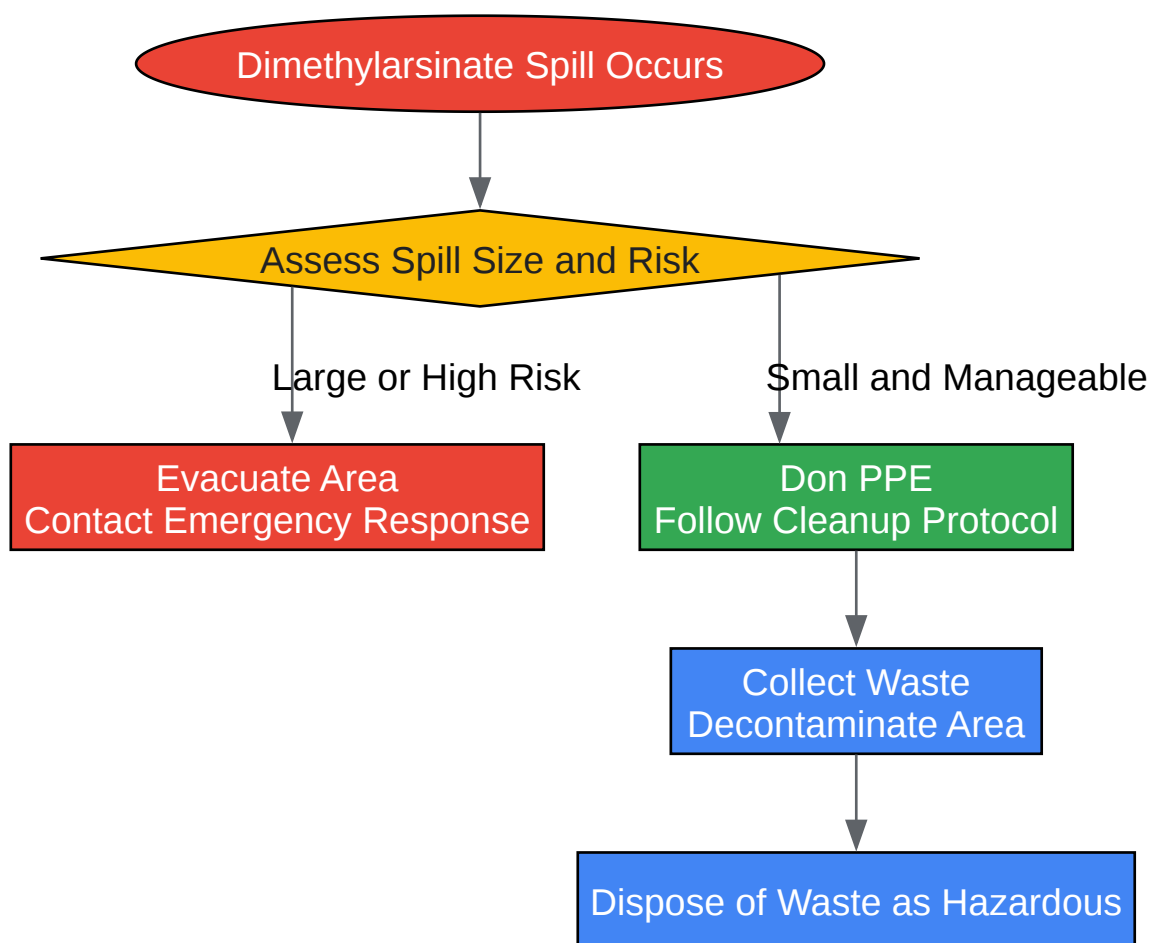 Dimethylarsinate Spill Occurs
Assess Spill Size and Risk
Large or High Risk
Small and Manageable
Evacuate Area
Contact Emergency Response
Don PPE
Follow Cleanup Protocol
Collect Waste
Decontaminate Area
Dispose of Waste as Hazardous